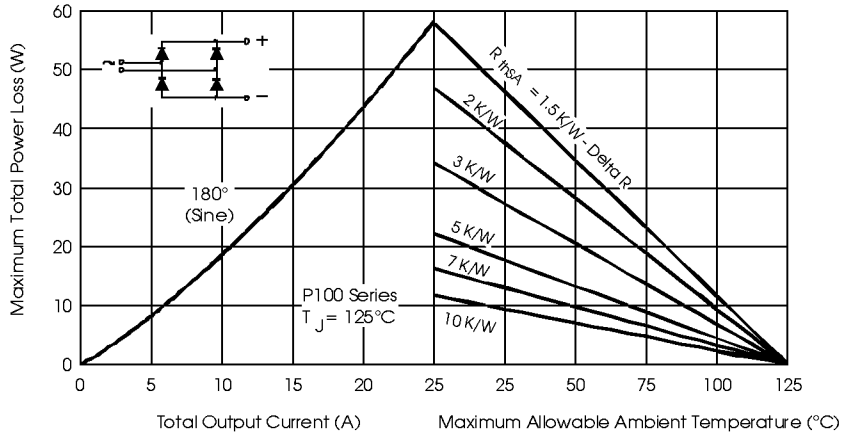 60
50
40
30
20
10
0
Maximum Total Power Loss (W)
~
+
−
180°
(Sine)
P100 Series
T J = 125°C
R thSA = 1.5 K/W - Delta R
2 K/W
3 K/W
5 K/W
7 K/W
10 K/W
0 5 10 15 20 25 25 50 75 100 125
Total Output Current (A) Maximum Allowable Ambient Temperature (°C)